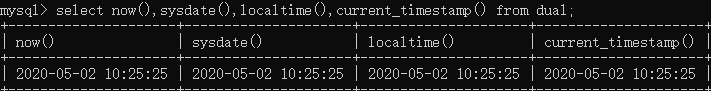 mysql> select now(),sysdate(),localtime(),current_timestamp() from dual;
+---------------------+---------------------+---------------------+---------------------+
| now() | sysdate() | localtime() | current_timestamp() |
+---------------------+---------------------+---------------------+---------------------+
| 2020-05-02 10:25:25 | 2020-05-02 10:25:25 | 2020-05-02 10:25:25 | 2020-05-02 10:25:25 |
+---------------------+---------------------+---------------------+---------------------+